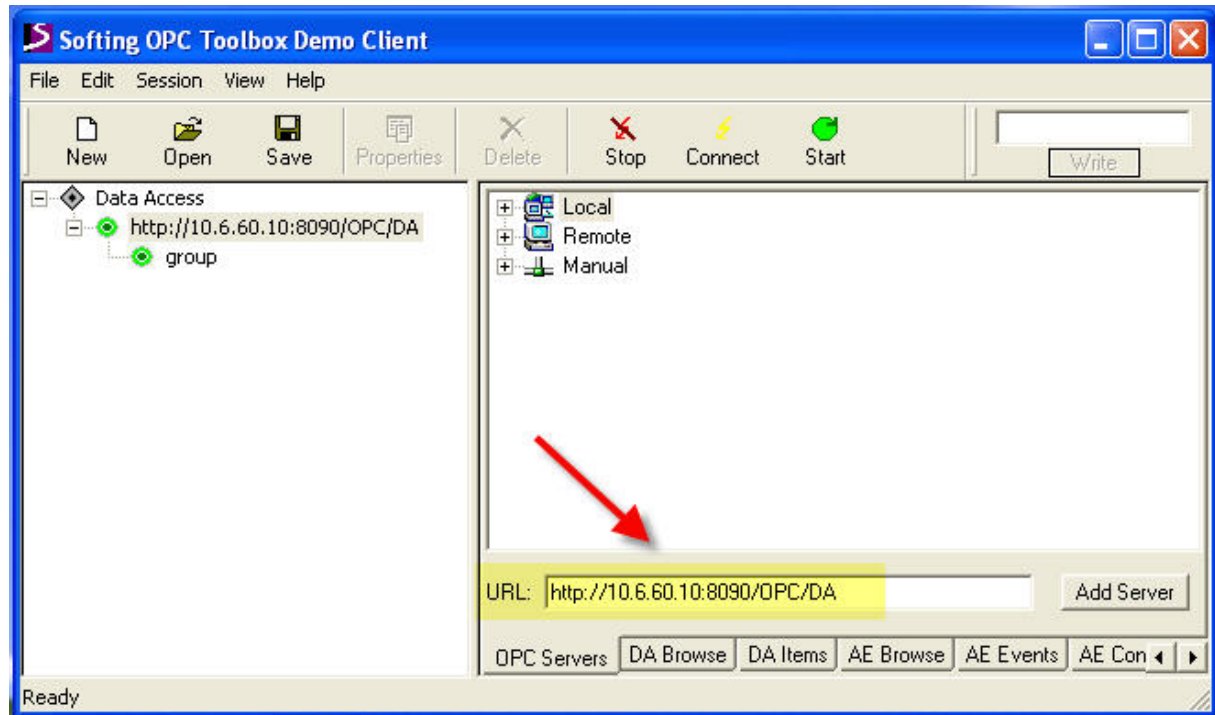 Softing OPC Toolbox Demo Client
File Edit Session View Help
New Open Save Properties Delete Stop Connect Start Write
Data Access
http://10.6.60.10:8090/OPC/DA
group
Local
Remote
Manual
URL: http://10.6.60.10:8090/OPC/DA Add Server
OPC Servers DA Browse DA Items AE Browse AE Events AE Con
Ready